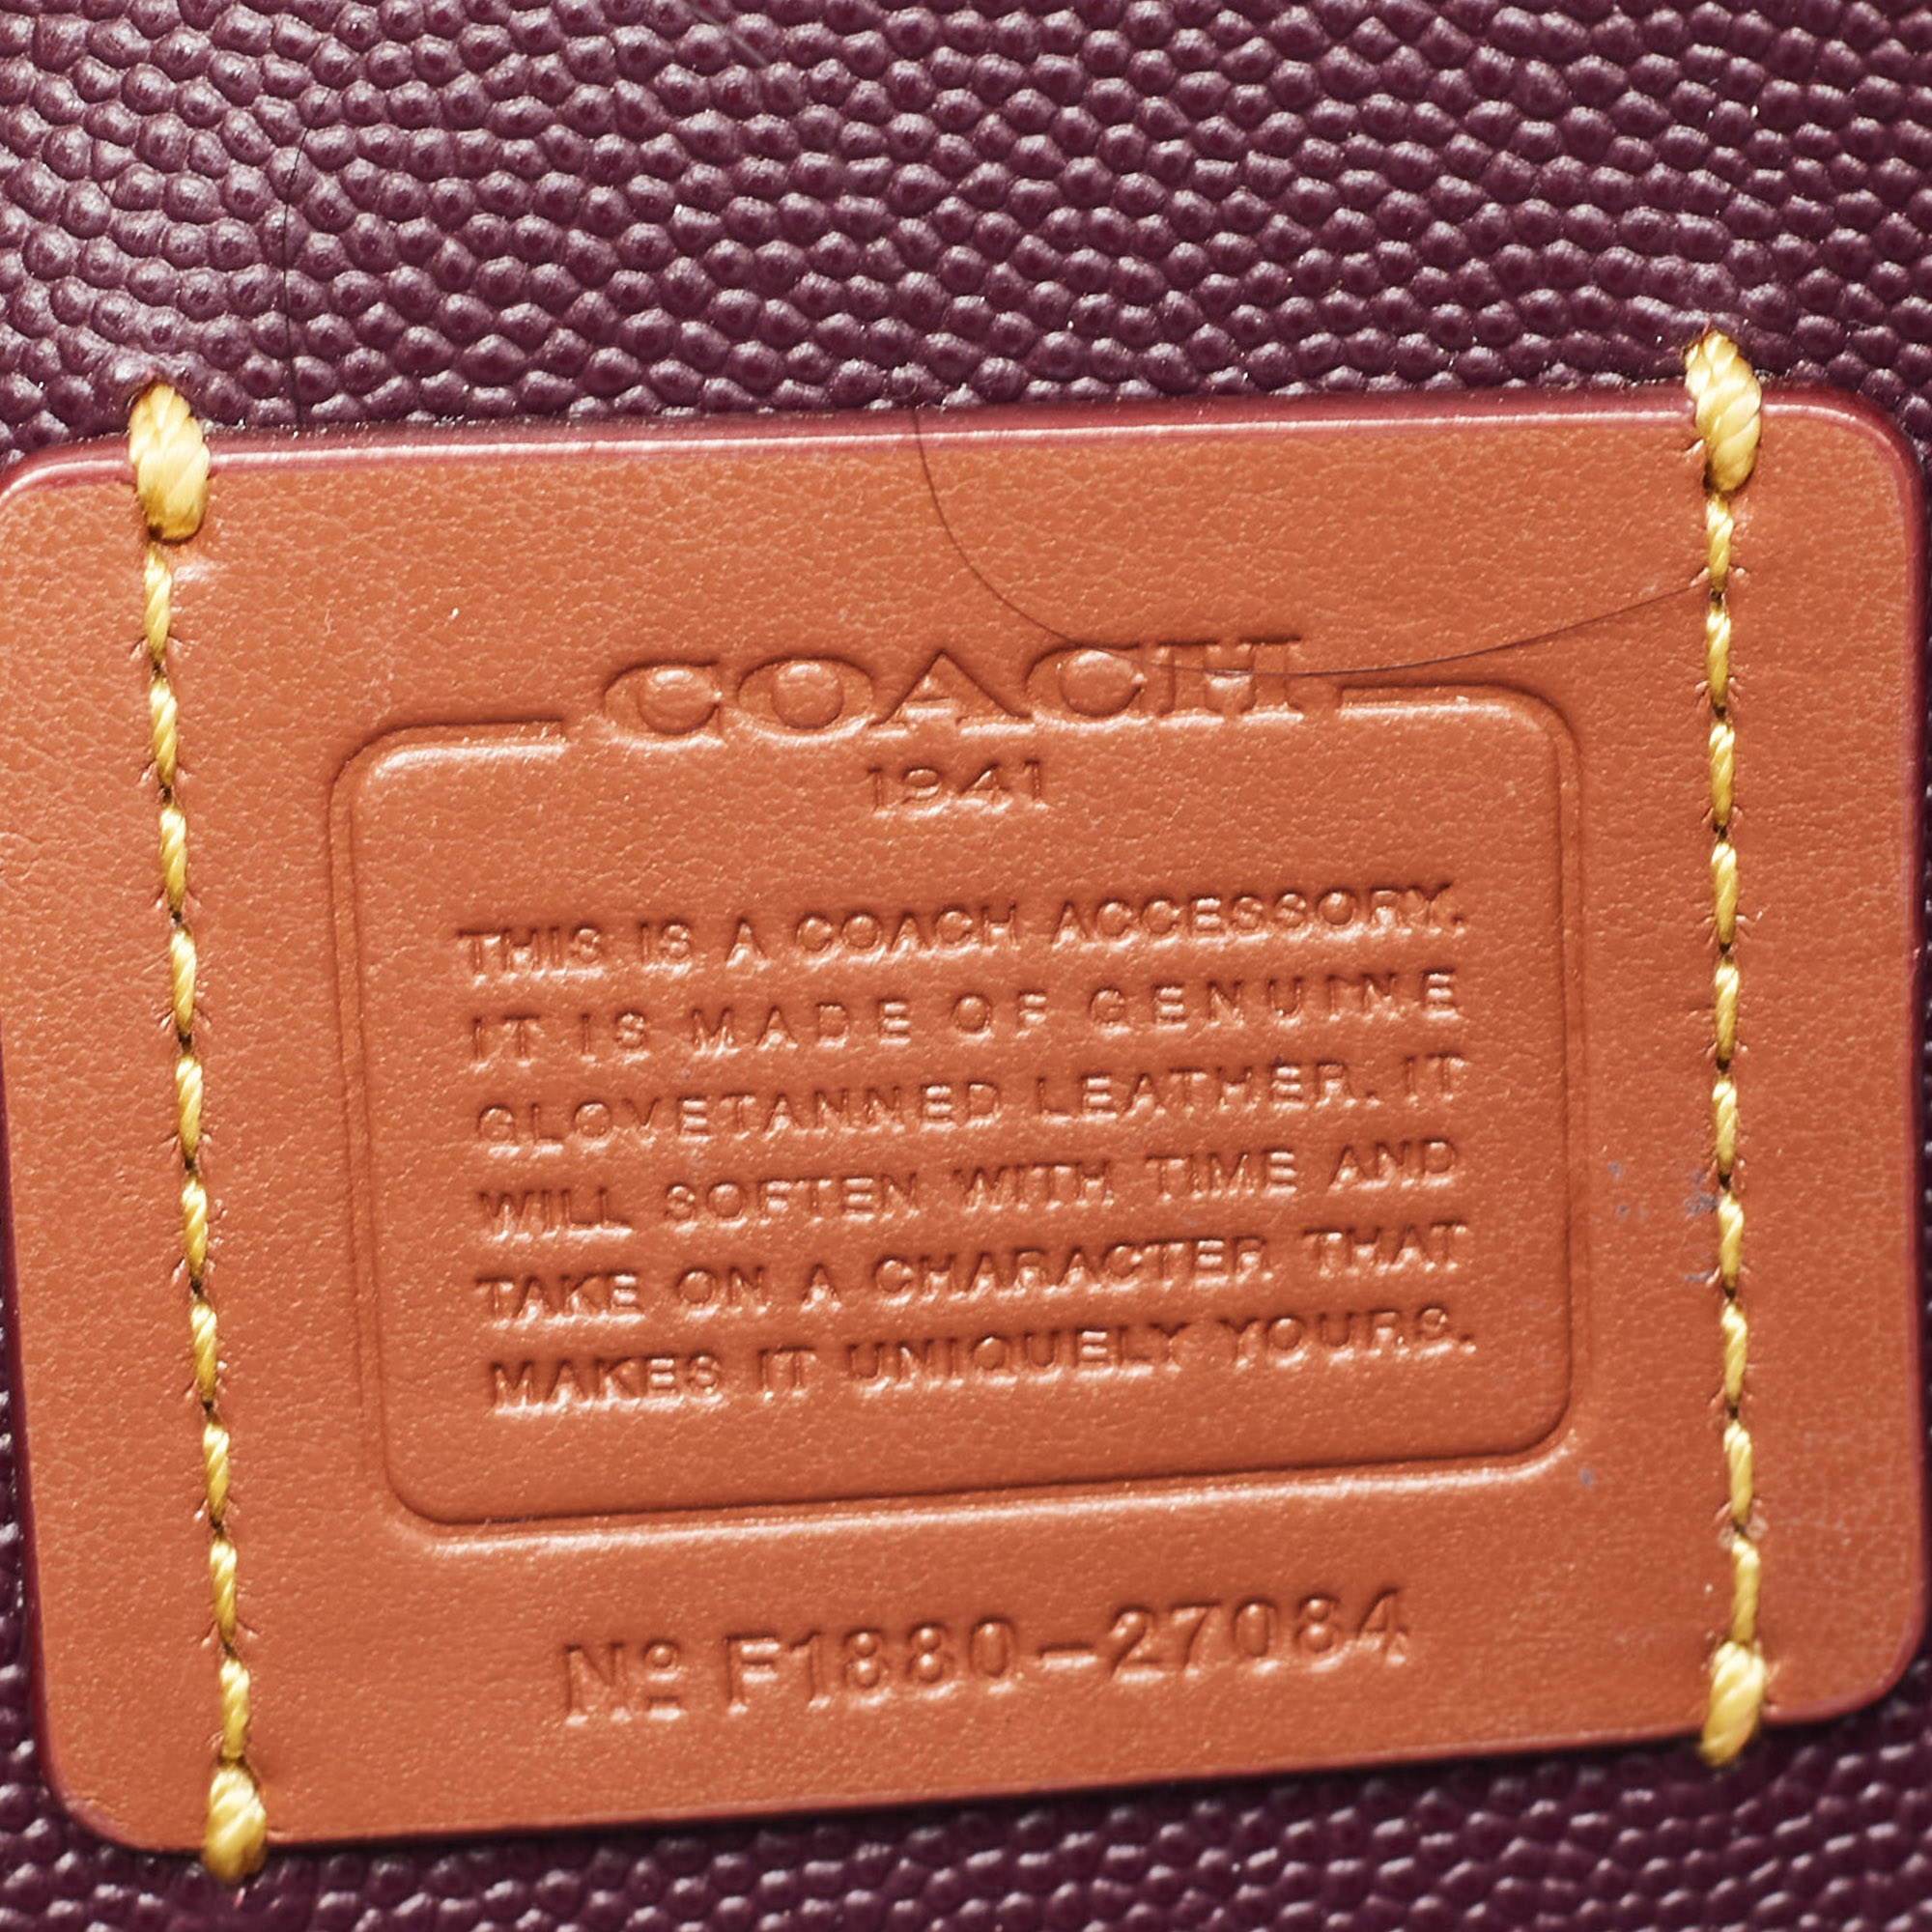 COACH
1941
THIS IS A COACH ACCESSORY.
IT IS MADE OF GENUINE
GLOVETANNED LEATHER. IT
WILL SOFTEN WITH TIME AND
TAKE ON A CHARACTER THAT
MAKES IT UNIQUELY YOURS.
Nº F1880-27084